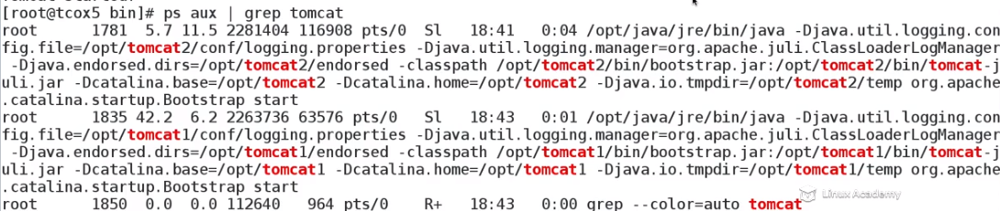 [root@tcox5 bin]# ps aux | grep tomcat
root      1781  5.7 11.5 2281404 116908 pts/0   Sl   18:41   0:04 /opt/java/jre/bin/java -Djava.util.logging.con
fig.file=/opt/tomcat2/conf/logging.properties -Djava.util.logging.manager=org.apache.juli.ClassLoaderLogManager
 -Djava.endorsed.dirs=/opt/tomcat2/endorsed -classpath /opt/tomcat2/bin/bootstrap.jar:/opt/tomcat2/bin/tomcat-j
uli.jar -Dcatalina.base=/opt/tomcat2 -Dcatalina.home=/opt/tomcat2 -Djava.io.tmpdir=/opt/tomcat2/temp org.apache
.catalina.startup.Bootstrap start
root      1835 42.2  6.2 2263736 63576 pts/0    Sl   18:43   0:01 /opt/java/jre/bin/java -Djava.util.logging.con
fig.file=/opt/tomcat1/conf/logging.properties -Djava.util.logging.manager=org.apache.juli.ClassLoaderLogManager
 -Djava.endorsed.dirs=/opt/tomcat1/endorsed -classpath /opt/tomcat1/bin/bootstrap.jar:/opt/tomcat1/bin/tomcat-j
uli.jar -Dcatalina.base=/opt/tomcat1 -Dcatalina.home=/opt/tomcat1 -Djava.io.tmpdir=/opt/tomcat1/temp org.apache
.catalina.startup.Bootstrap start
root      1850  0.0  0.0 112640   964 pts/0     R+   18:43   0:00 grep --color=auto tomcat
Linux Academy